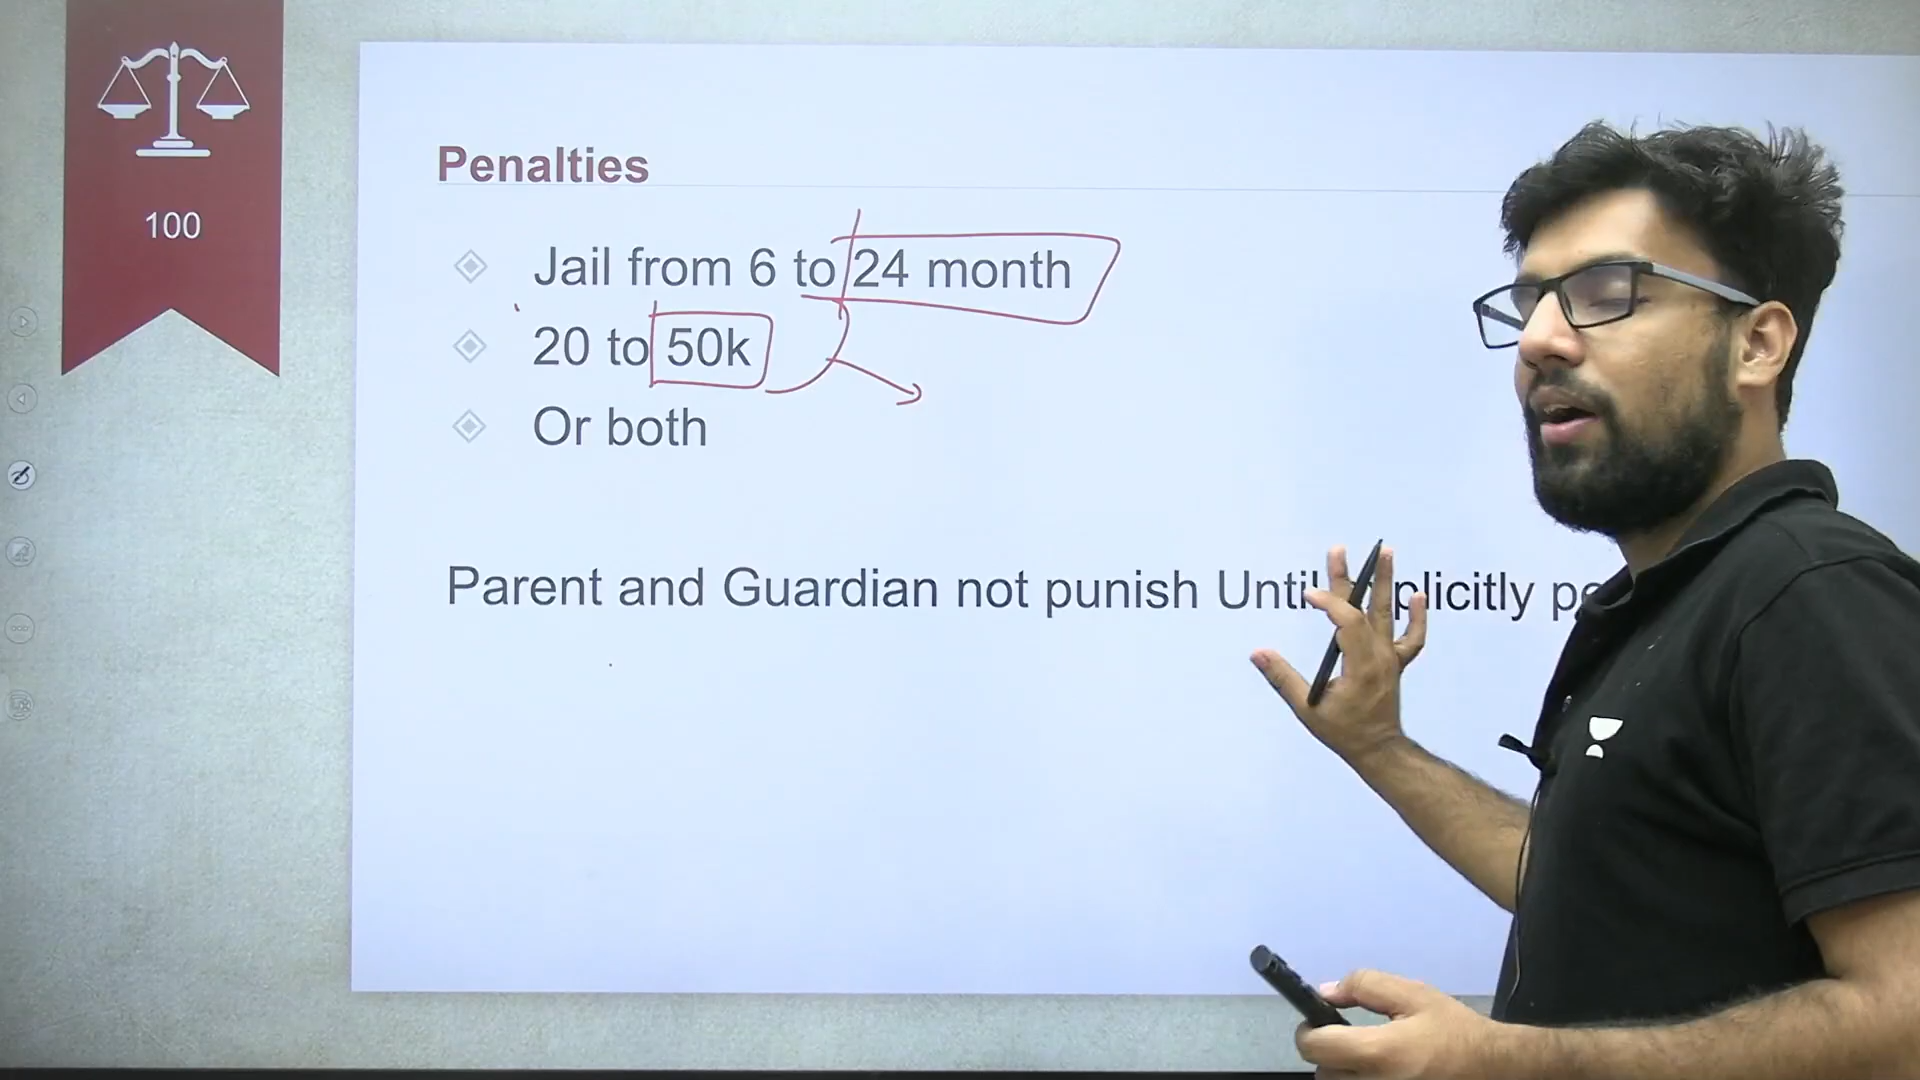 100
Penalties
Jail from 6 to 24 month
20 to 50k
Or both
Parent and Guardian not punish Until